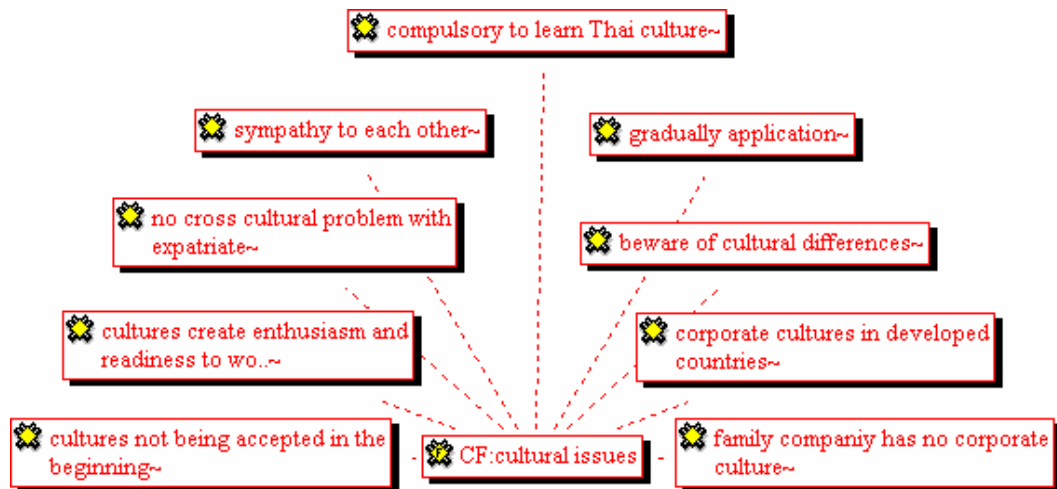 compulsory to learn Thai culture~
sympathy to each other~
gradually application~
no cross cultural problem with
expatriate~
beware of cultural differences~
cultures create enthusiasm and
readiness to wo..~
corporate cultures in developed
countries~
cultures not being accepted in the
beginning~
CF:cultural issues
family companiy has no corporate
culture~